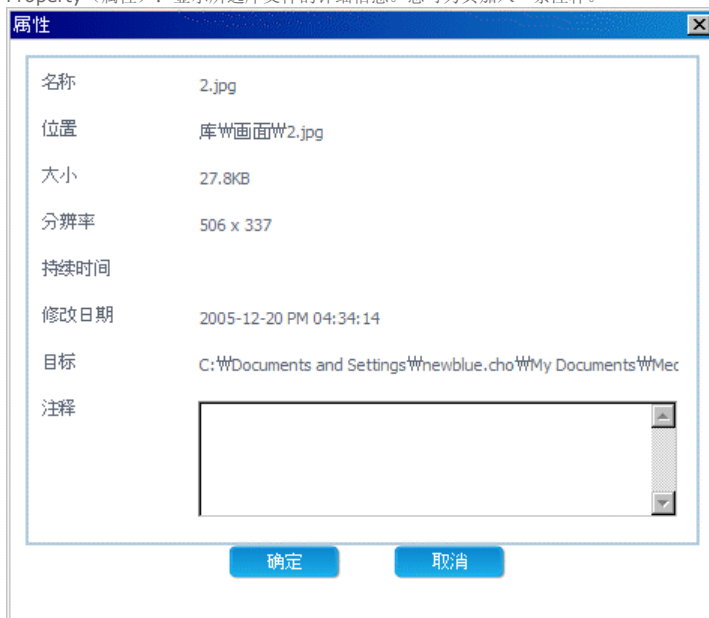 属性
名称 2.jpg
位置 库₩画面₩2.jpg
大小 27.8KB
分辨率 506 x 337
持续时间
修改日期 2005-12-20 PM 04:34:14
目标 C:₩Documents and Settings₩newblue.cho₩My Documents₩Mec
注释
确定 取消